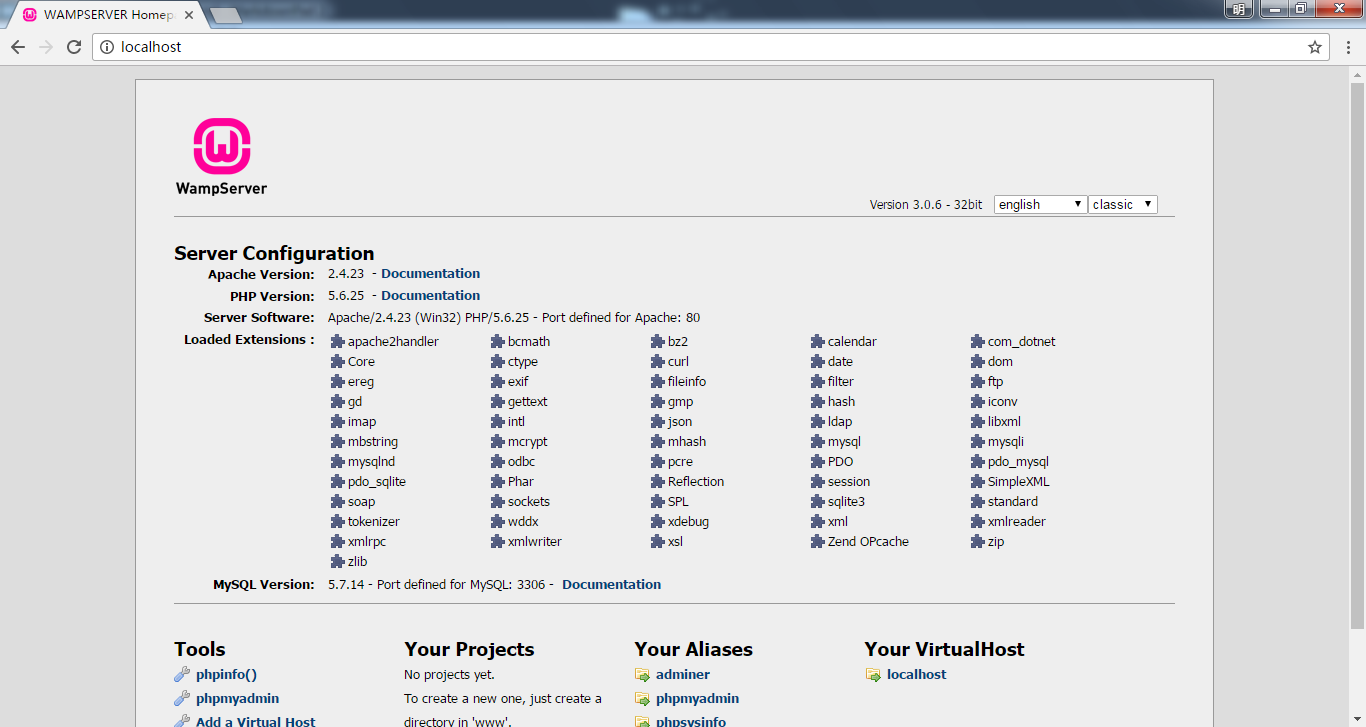 WAMPSERVER Homep
明
localhost
WampServer
Version 3.0.6 - 32bit english classic
Server Configuration
Apache Version: 2.4.23 - Documentation
PHP Version: 5.6.25 - Documentation
Server Software: Apache/2.4.23 (Win32) PHP/5.6.25 - Port defined for Apache: 80
Loaded Extensions : apache2handler bcmath bz2 calendar com_dotnet
Core ctype curl date dom
ereg exif fileinfo filter ftp
gd gettext gmp hash iconv
imap intl json ldap libxml
mbstring mcrypt mhash mysql mysqli
mysqlnd odbc pcre PDO pdo_mysql
pdo_sqlite Phar Reflection session SimpleXML
soap sockets SPL sqlite3 standard
tokenizer wddx xdebug xml xmlreader
xmlrpc xmlwriter xsl Zend OPcache zip
zlib
MySQL Version: 5.7.14 - Port defined for MySQL: 3306 - Documentation
Tools
phpinfo()
phpmyadmin
Add a Virtual Host
Your Projects
No projects yet.
To create a new one, just create a
directory in 'www'.
Your Aliases
adminer
phpmyadmin
phpsysinfo
Your VirtualHost
localhost